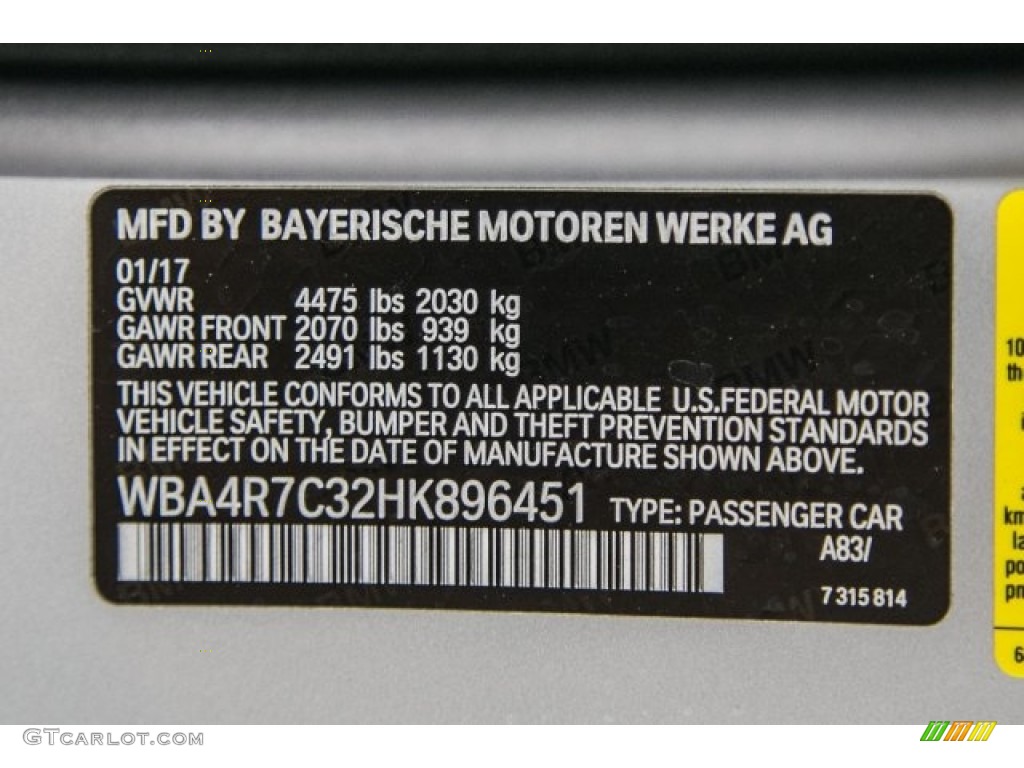 MFD BY BAYERISCHE MOTOREN WERKE AG
01/17
GVWR 4475 lbs 2030 kg
GAWR FRONT 2070 lbs 939 kg
GAWR REAR 2491 lbs 1130 kg
THIS VEHICLE CONFORMS TO ALL APPLICABLE U.S.FEDERAL MOTOR
VEHICLE SAFETY, BUMPER AND THEFT PREVENTION STANDARDS
IN EFFECT ON THE DATE OF MANUFACTURE SHOWN ABOVE.
WBA4R7C32HK896451 TYPE: PASSENGER CAR
A83/
7 315 814
GTCARLOT.COM